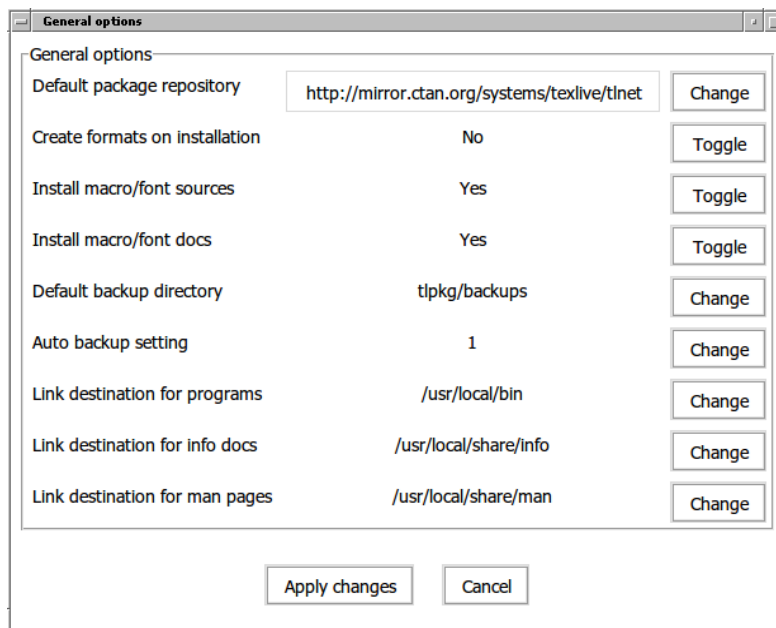 General options
General options
Default package repository http://mirror.ctan.org/systems/texlive/tlnet Change
Create formats on installation No Toggle
Install macro/font sources Yes Toggle
Install macro/font docs Yes Toggle
Default backup directory tlpkg/backups Change
Auto backup setting 1 Change
Link destination for programs /usr/local/bin Change
Link destination for info docs /usr/local/share/info Change
Link destination for man pages /usr/local/share/man Change
Apply changes Cancel